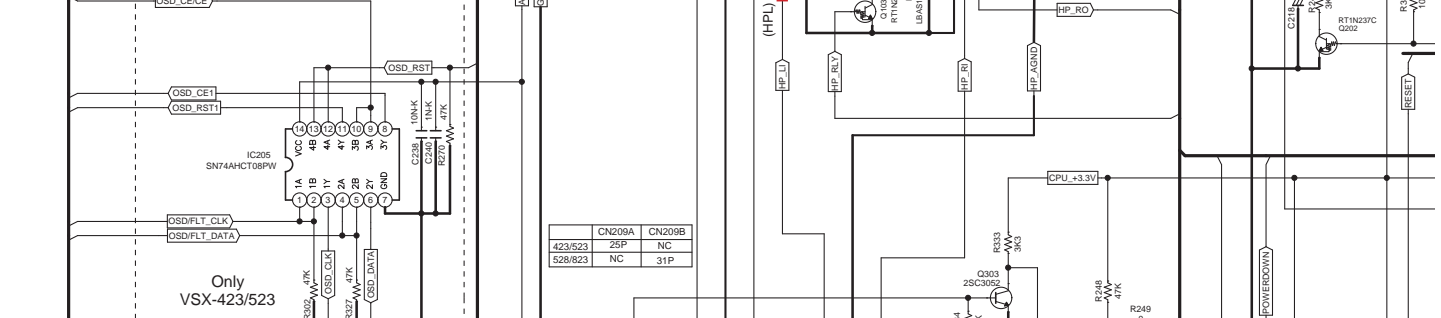 OSD_CE/CE
OSD_RST
OSD_CE1
OSD_RST1
14 13 12 11 10 9 8
VCC 4B 4A 4Y 3B 3A 3Y
IC205
SN74AHCT08PW
1A 1B 1Y 2A 2B 2Y GND
1 2 3 4 5 6 7
10N-K
1N-K
47K
C238
C240
R270
OSD/FLT_CLK
OSD/FLT_DATA
Only
VSX-423/523
47K
R302
OSD_CLK
47K
R327
OSD_DATA
CN209A CN209B
423/523 25P NC
528/823 NC 31P
(HPL)
HP_LI
HP_RLY
HP_RI
HP_AGND
HP_RO
C218
RT1N237C
Q202
RESET
CPU_+3.3V
R333
3K3
Q303
2SC3052
R248
47K
R249
POWERDOWN